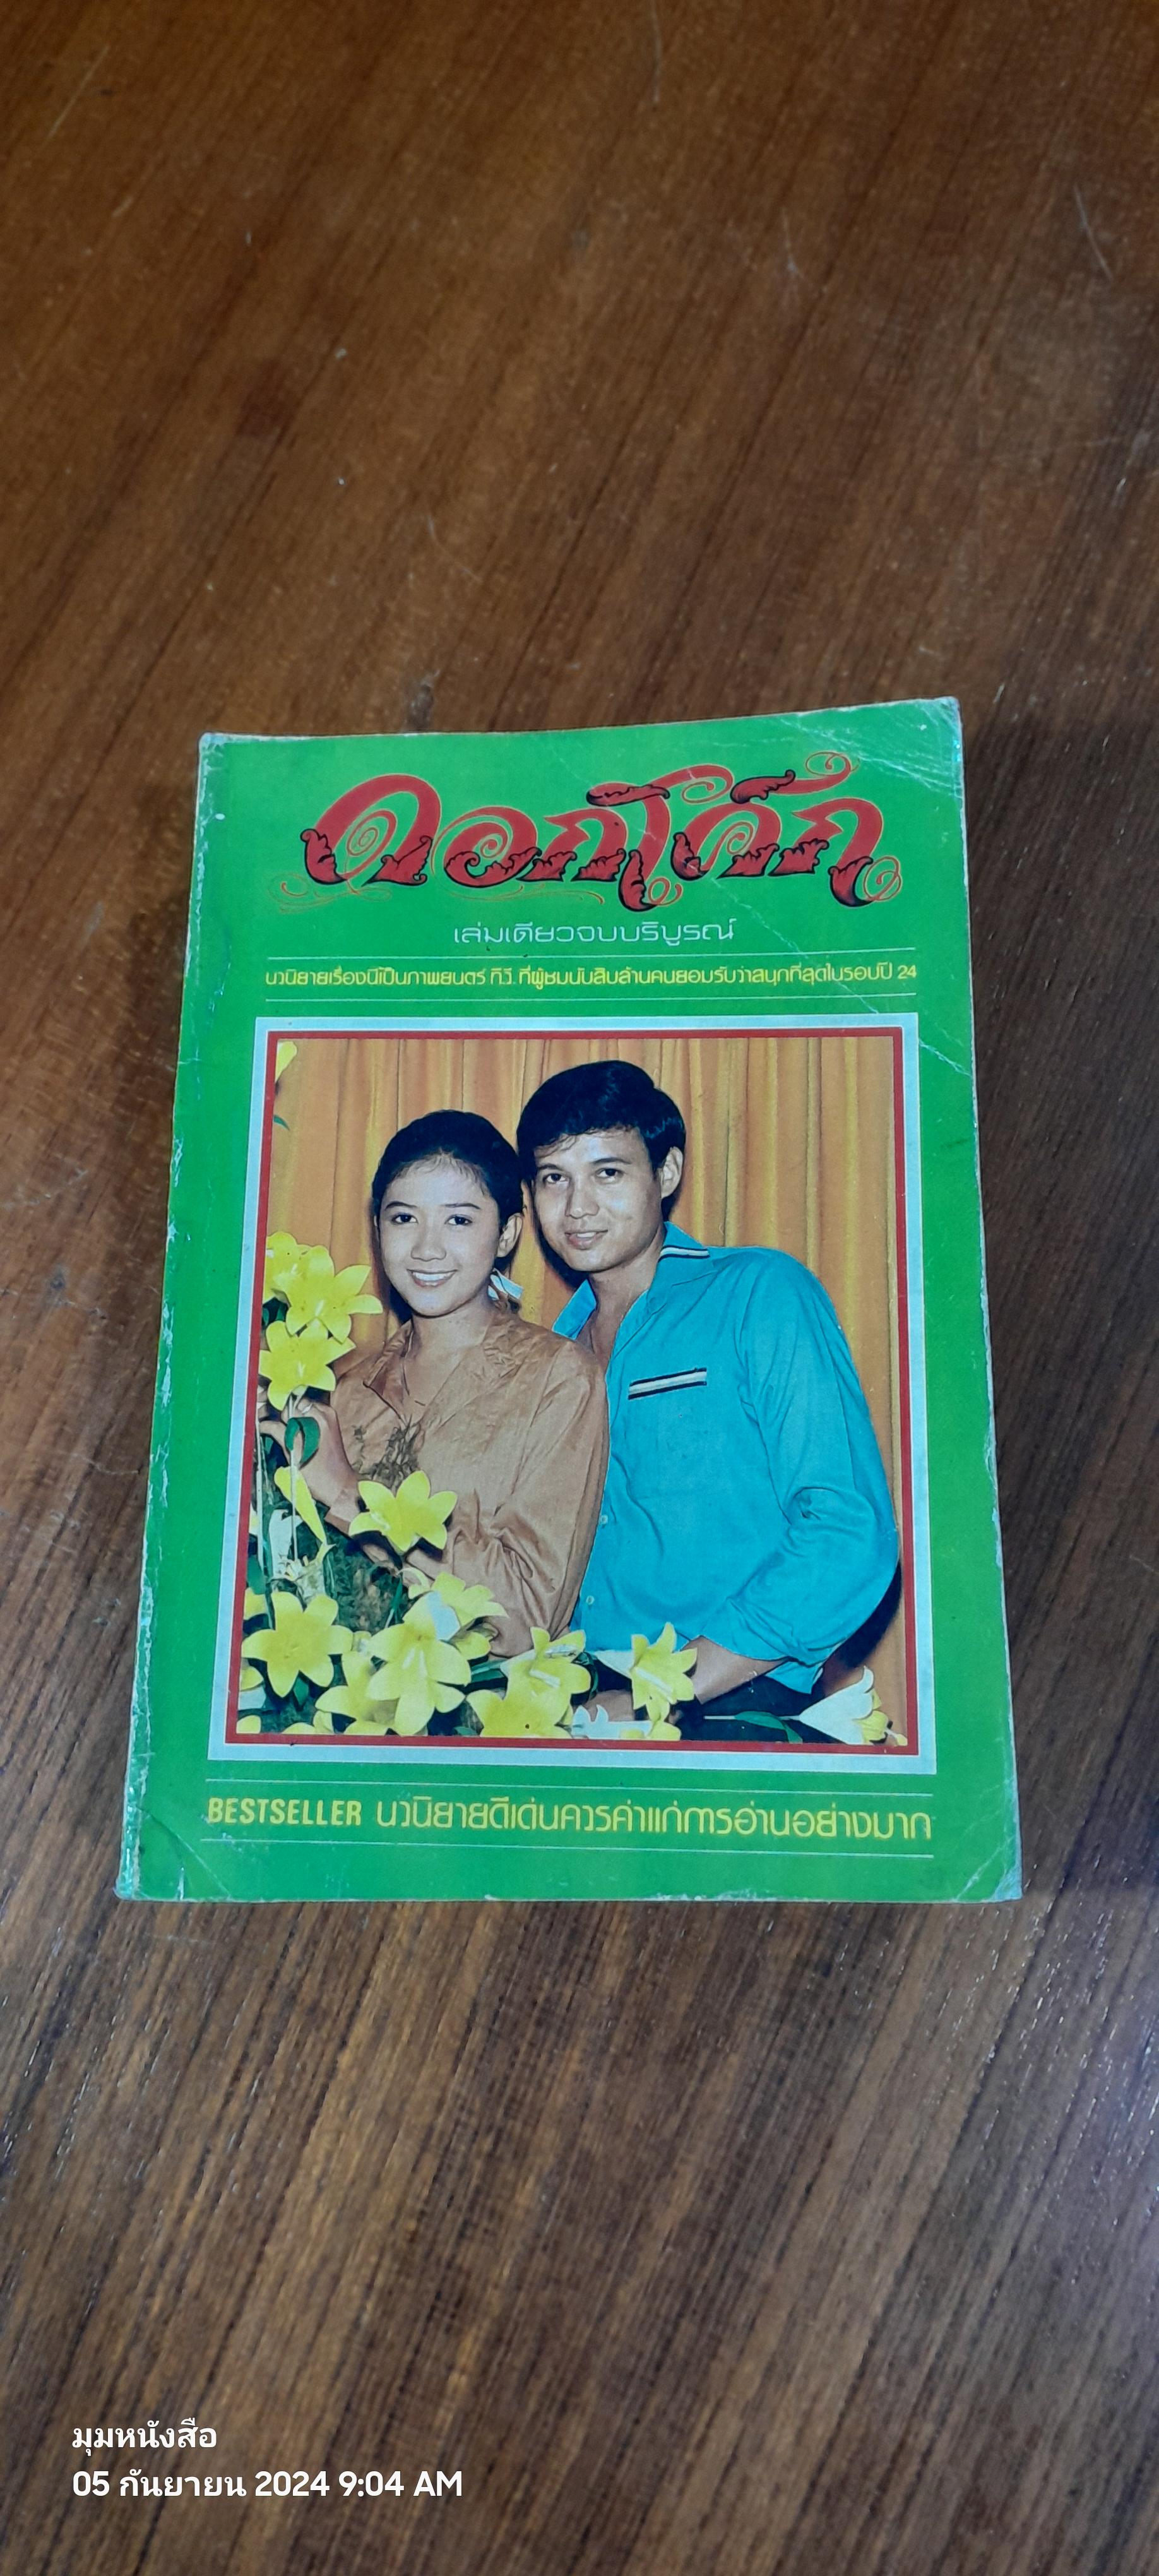 ดอกโศก
เล่มเดียวจบบริบูรณ์
นวนิยายเรื่องนี้เป็นภาพยนตร์ ที.วี. ที่ผู้ชมนับสิบล้านคนยอมรับว่าสนุกที่สุดในรอบปี 24
BESTSELLER นวนิยายดีเด่นควรค่าแก่การอ่านอย่างมาก
มุมหนังสือ
05 กันยายน 2024 9:04 AM